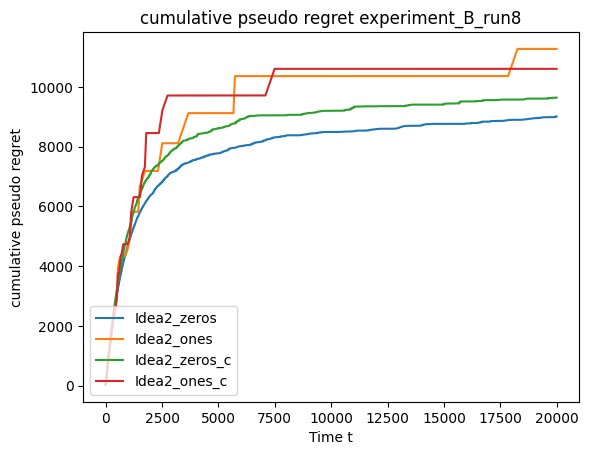 cumulative pseudo regret experiment_B_run8
cumulative pseudo regret
10000
8000
6000
4000
2000
0
Idea2_zeros
Idea2_ones
Idea2_zeros_c
Idea2_ones_c
0 2500 5000 7500 10000 12500 15000 17500 20000
Time t